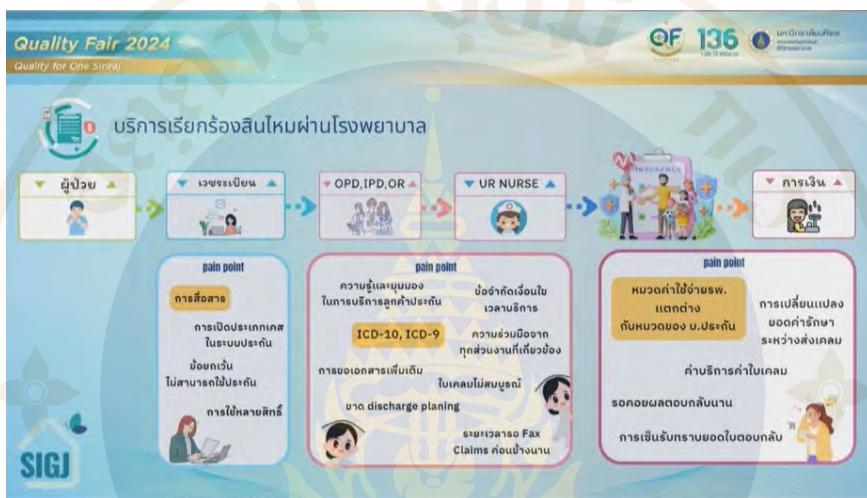 Quality Fair 2024
Quality for One Siriraj
QF
136
มหาวิทยาลัยมหิดล
บริการเรียกร้องสินไหมผ่านโรงพยาบาล
ผู้ป่วย
เวชระเบียน
OPD,IPD,OR
UR NURSE
INSURANCE
การเงิน
pain point
การสื่อสาร
การเปิดประเภทเคส
ในระบบประกัน
ข้อยกเว้น
ไม่สามารถใช้ประกัน
การใช้หลายสิทธิ์
pain point
ความรู้และมุมมอง
ในการบริการลูกค้าประกัน
ข้อจำกัดเงื่อนไข
เวลาบริการ
ICD-10, ICD-9
ความร่วมมือจาก
ทุกส่วนงานที่เกี่ยวข้อง
การขอเอกสารเพิ่มเติม
ใบเคลมไม่สมบูรณ์
ขาด discharge planing
ระยะเวลารอ Fax
Claims ค่อนข้างนาน
pain point
หมวดค่าใช้จ่ายรพ.
แตกต่าง
กับหมวดของ บ.ประกัน
การเปลี่ยนแปลง
ยอดค่ารักษา
ระหว่างส่งเคลม
ค่าบริการค่าใบเคลม
รอคอยผลตอบกลับนาน
การเซ็นรับทราบยอดใบตอบกลับ
SIGJ